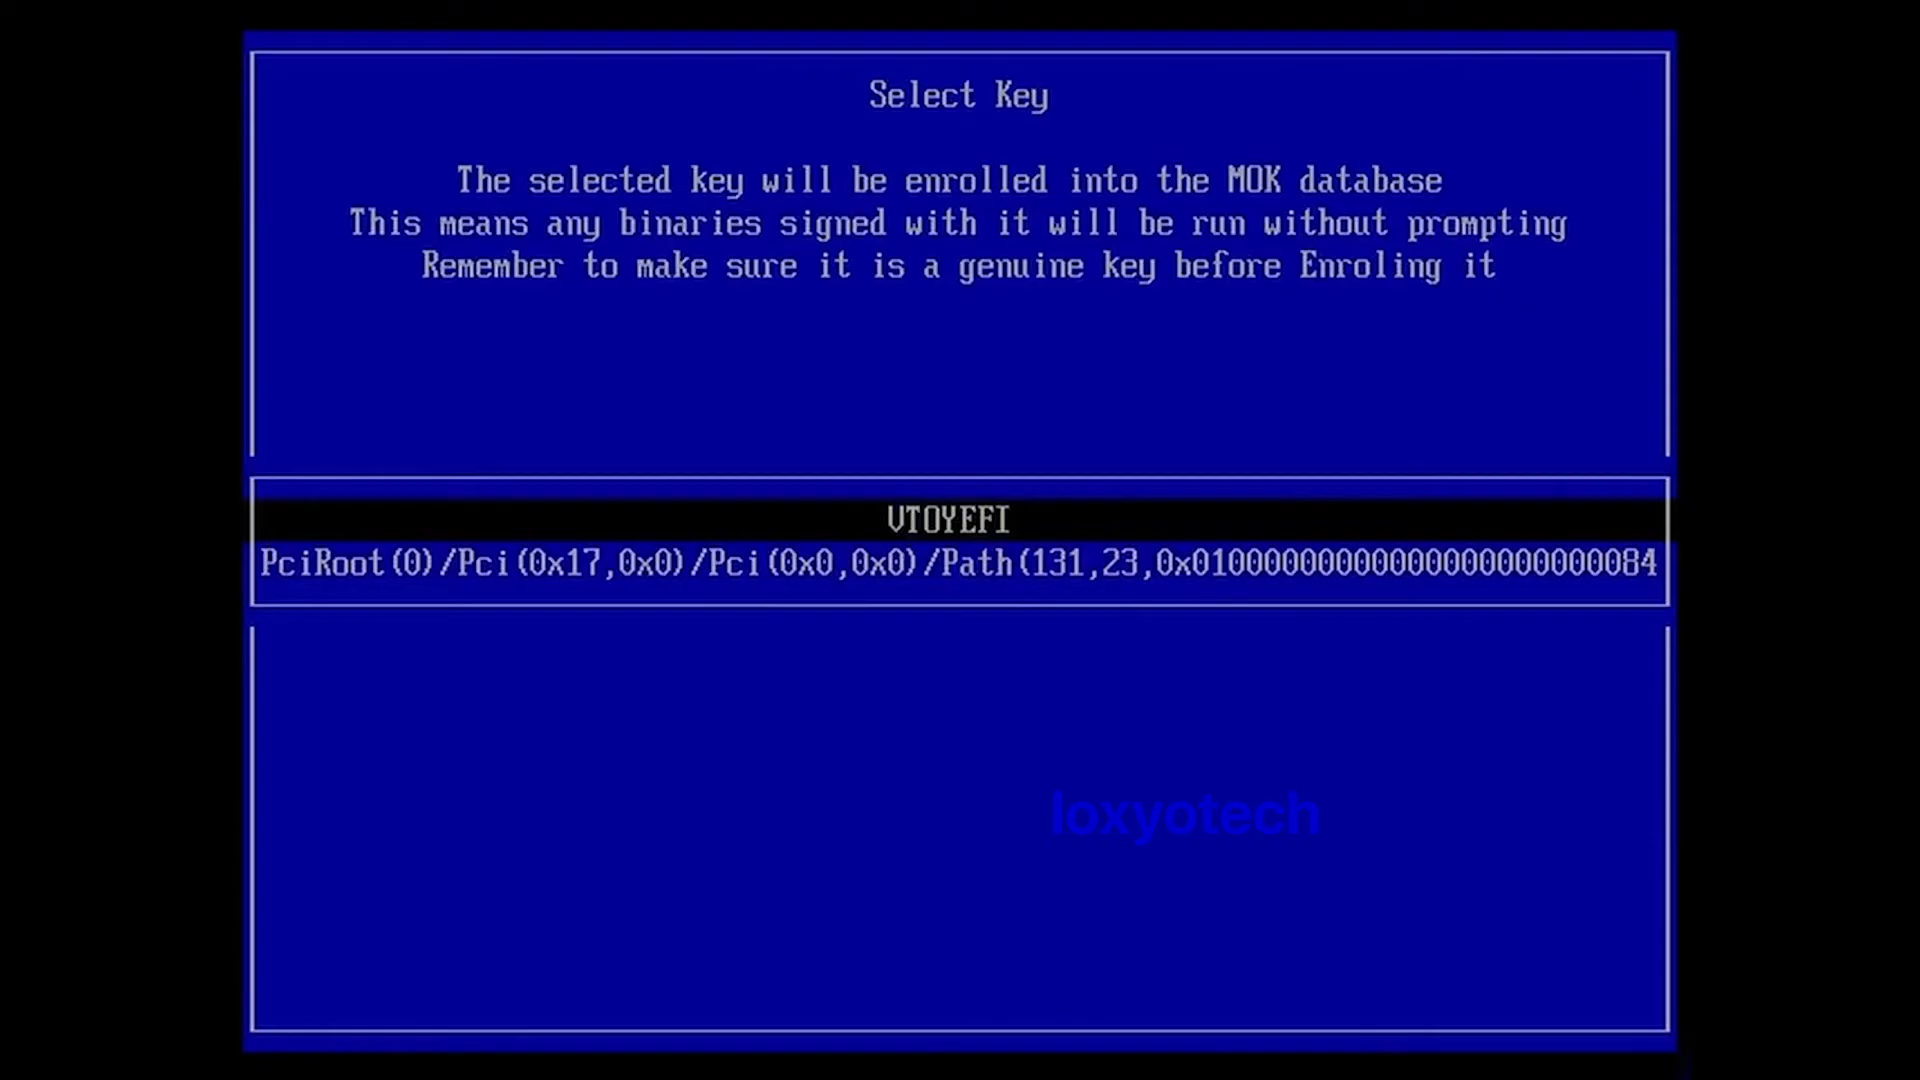 Select Key
The selected key will be enrolled into the MOK database
This means any binaries signed with it will be run without prompting
Remember to make sure it is a genuine key before Enroling it
VTOYEFI
PciRoot(0)/Pci(0x17,0x0)/Pci(0x0,0x0)/Path(131,23,0x01000000000000000000000084
loxyotech